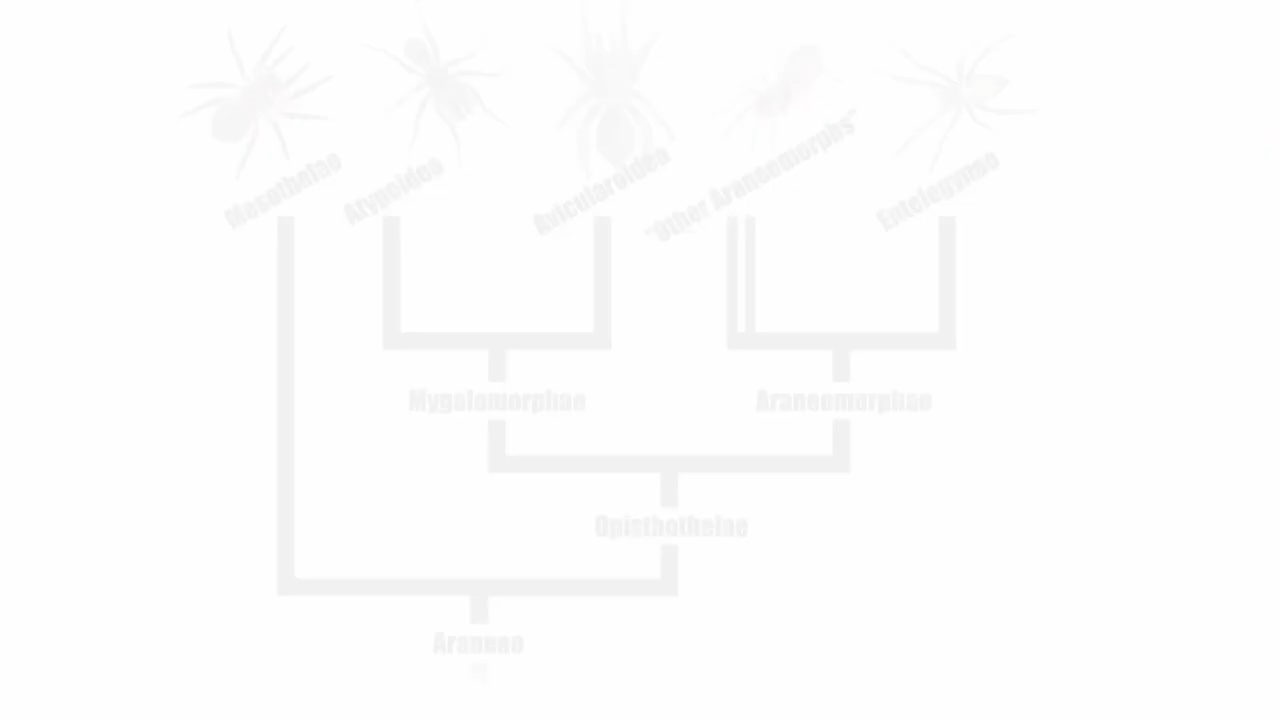 Mesothelae
Atypoidea
Avicularoidea
"Other Araneomorphs"
Entelegynae
Mygalomorphae
Araneomorphae
Opisthothelae
Araneae